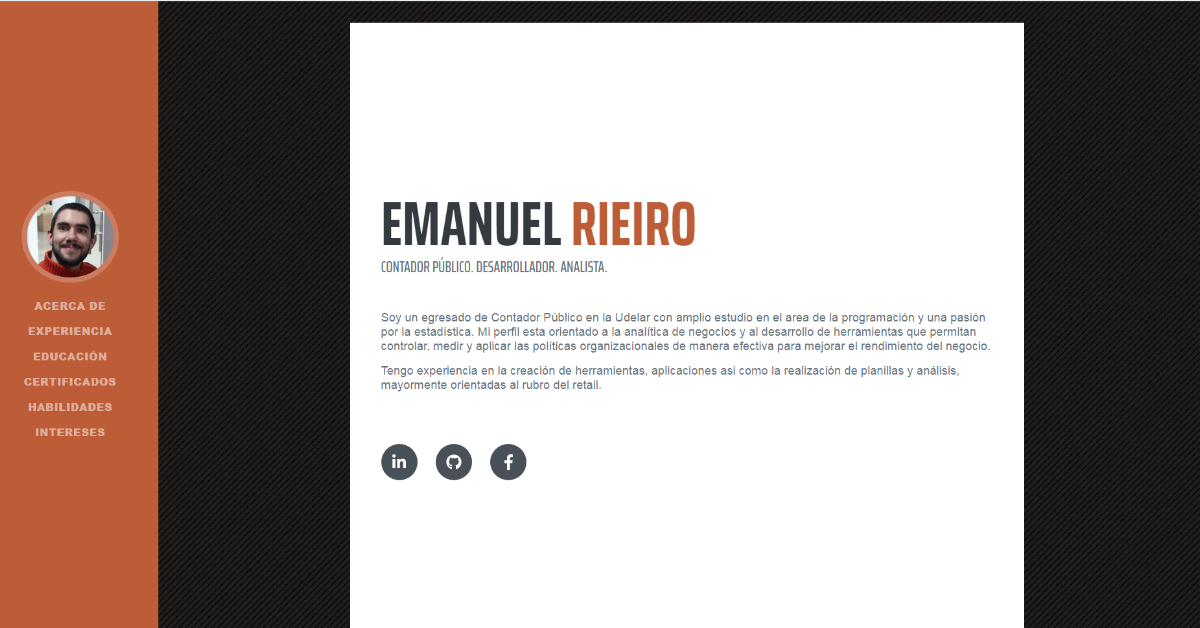 ACERCA DE
EXPERIENCIA
EDUCACIÓN
CERTIFICADOS
HABILIDADES
INTERESES
EMANUEL RIEIRO
CONTADOR PÚBLICO. DESARROLLADOR. ANALISTA.
Soy un egresado de Contador Público en la Udelar con amplio estudio en el area de la programación y una pasión
por la estadística. Mi perfil esta orientado a la analítica de negocios y al desarrollo de herramientas que permitan
controlar, medir y aplicar las políticas organizacionales de manera efectiva para mejorar el rendimiento del negocio.
Tengo experiencia en la creación de herramientas, aplicaciones asi como la realización de planillas y análisis,
mayormente orientadas al rubro del retail.
in
f